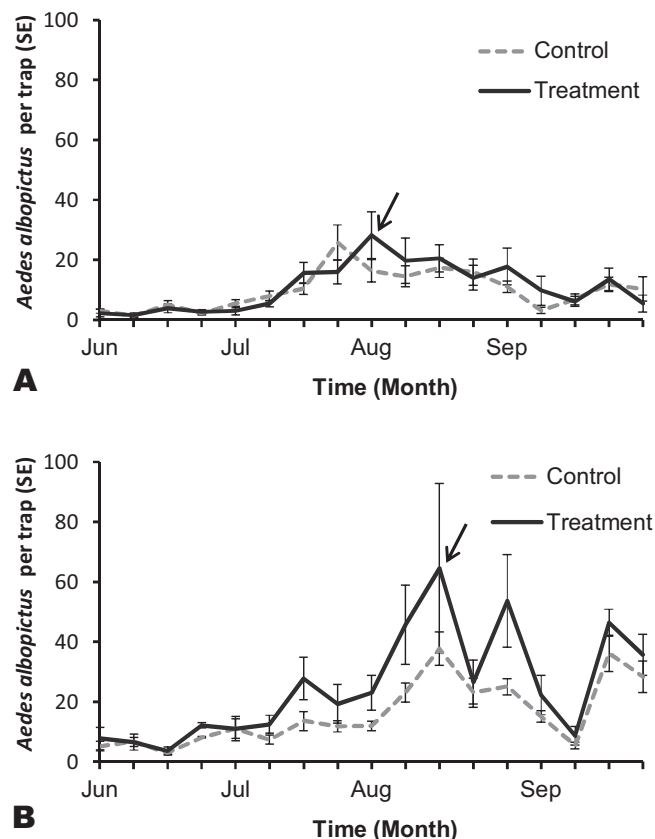 100
80
60
40
20
0
Aedes albopictus per trap (SE)
Control
Treatment
Jun Jul Aug Sep
Time (Month)
A
100
80
60
40
20
0
Aedes albopictus per trap (SE)
Control
Treatment
Jun Jul Aug Sep
Time (Month)
B